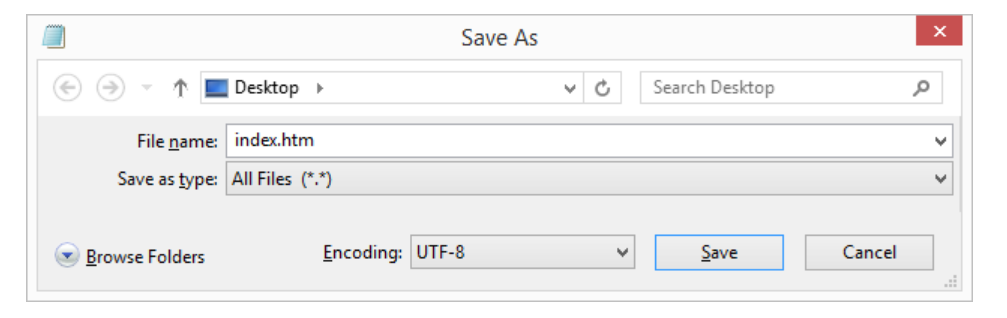 Save As
Desktop
Search Desktop
File name: index.htm
Save as type: All Files (*.*)
Browse Folders Encoding: UTF-8 Save Cancel